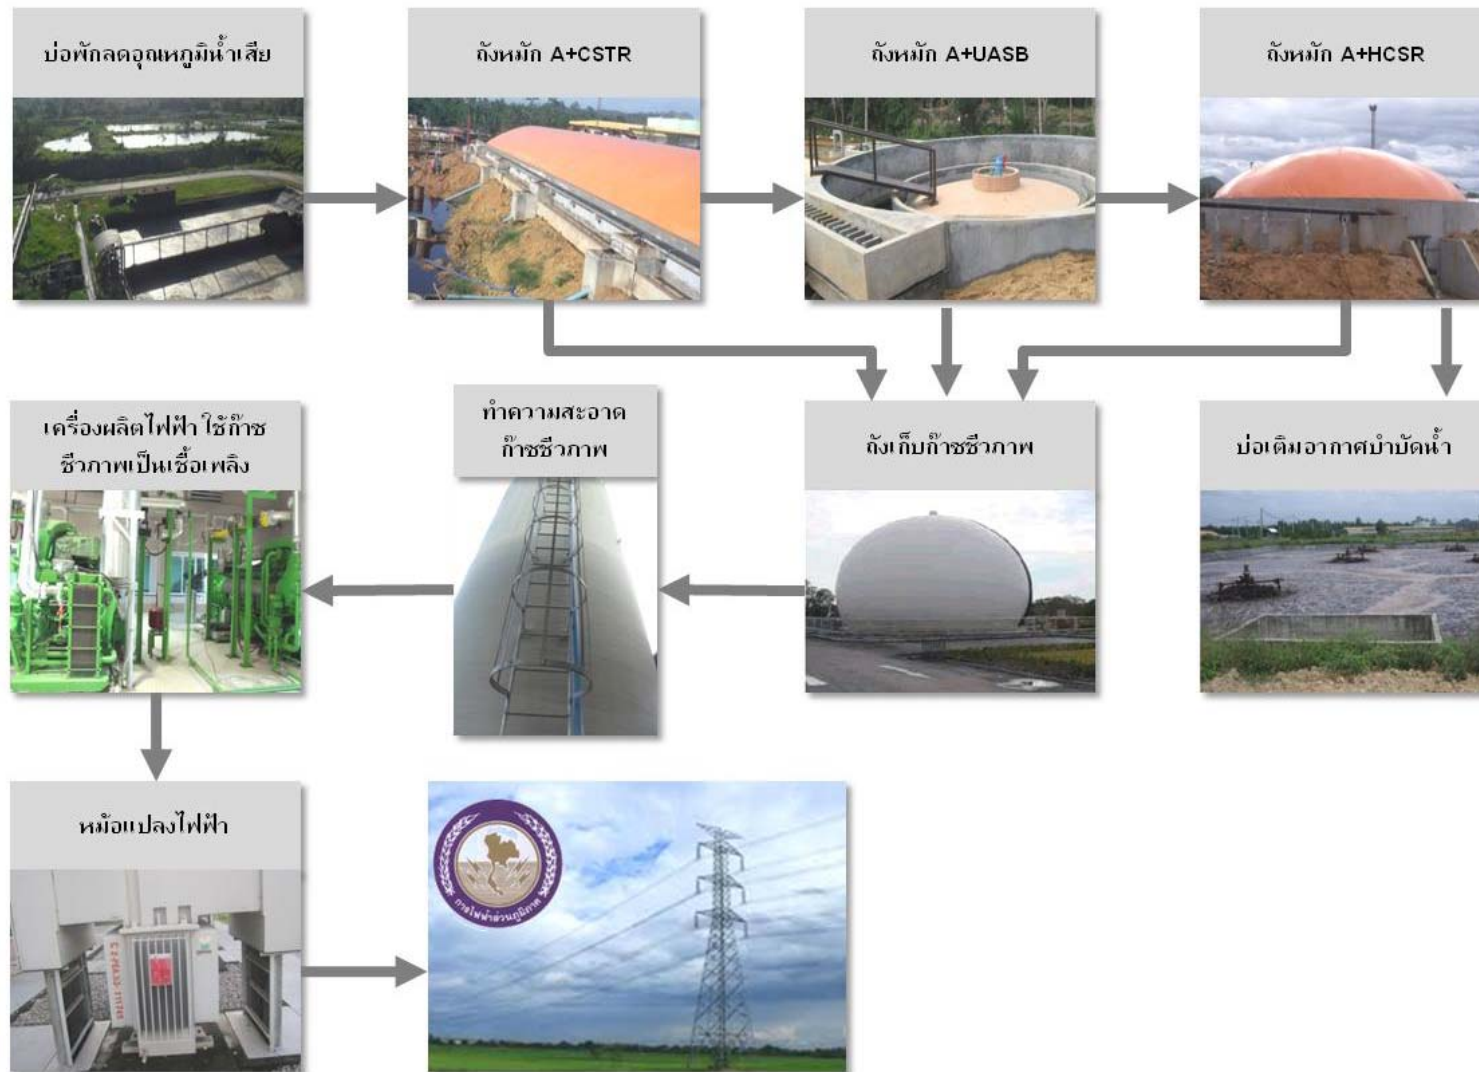 บ่อพักลดอุณหภูมิน้ำเสีย
ถังหมัก A+CSTR
ถังหมัก A+UASB
ถังหมัก A+HCSR
เครื่องผลิตไฟฟ้า ใช้ก๊าซ
ชีวภาพเป็นเชื้อเพลิง
ทำความสะอาด
ก๊าซชีวภาพ
ถังเก็บก๊าซชีวภาพ
บ่อเติมอากาศบำบัดน้ำ
หม้อแปลงไฟฟ้า
การไฟฟ้าส่วนภูมิภาค